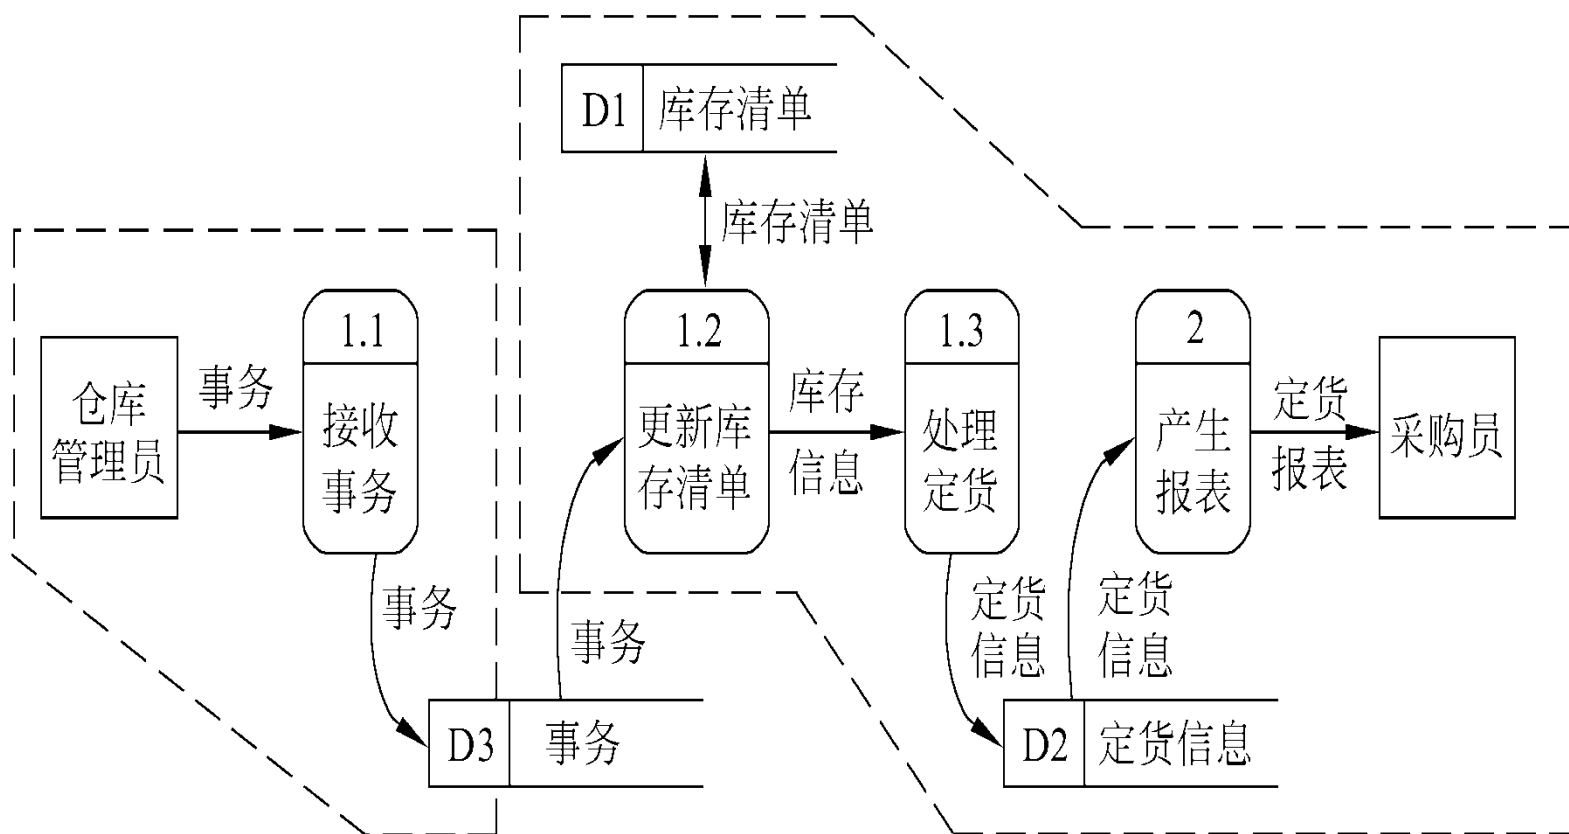 D1 库存清单
库存清单
1.1
1.2
1.3
2
仓库
管理员
事务
接收
事务
更新库
存清单
库存
信息
处理
定货
产生
报表
定货
报表
采购员
事务
事务
定货
信息
定货
信息
D3 事务
D2 定货信息